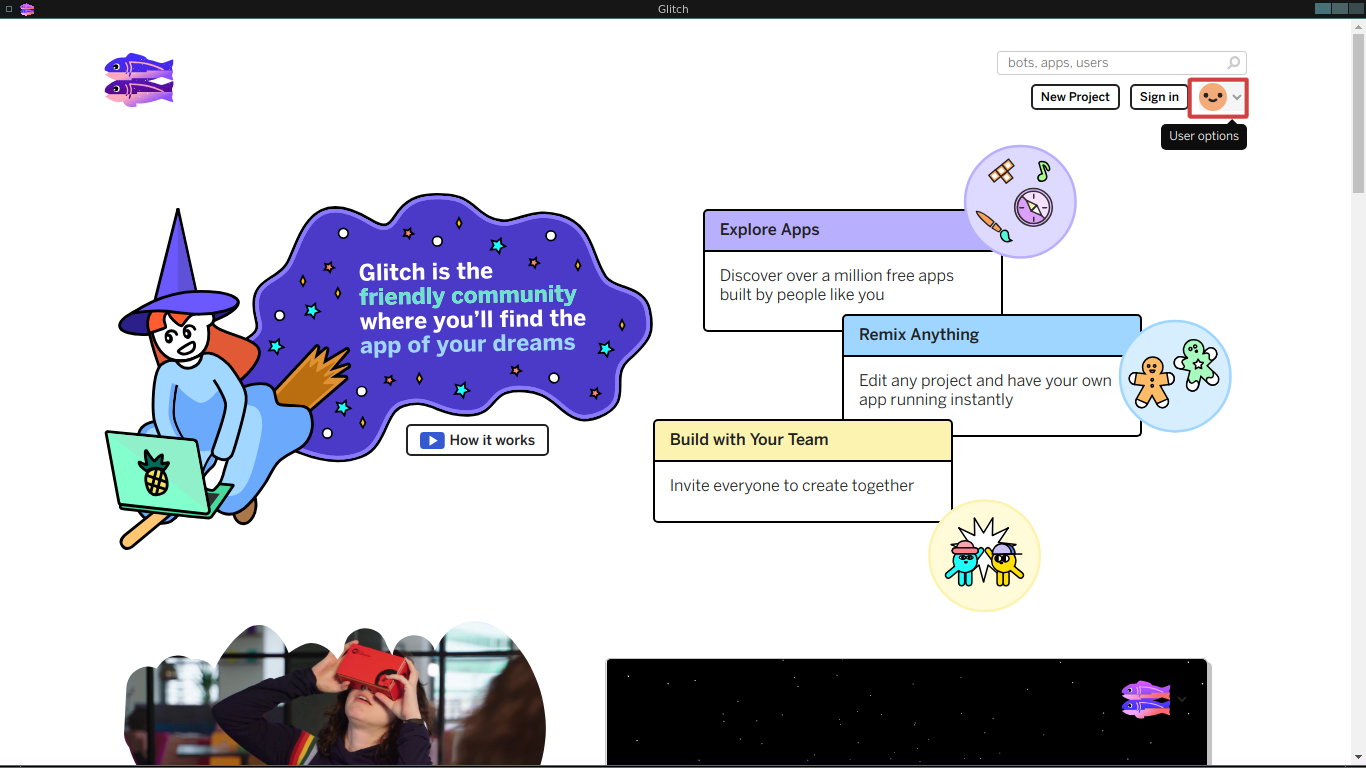 Glitch
bots, apps, users
New Project
Sign in
User options
Glitch is the
friendly community
where you'll find the
app of your dreams
How it works
Explore Apps
Discover over a million free apps
built by people like you
Remix Anything
Edit any project and have your own
app running instantly
Build with Your Team
Invite everyone to create together